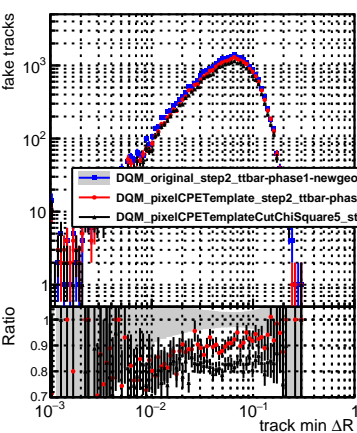 fake tracks
10³
10²
10
1
DQM_original_step2_ttbar-phase1-newgeo
DQM_pixelCPETemplate_step2_ttbar-phas
DQM_pixelCPETemplateCutChiSquare5_st
Ratio
1
0.9
0.8
0.7
10⁻³
10⁻²
10⁻¹
1
track min ΔR